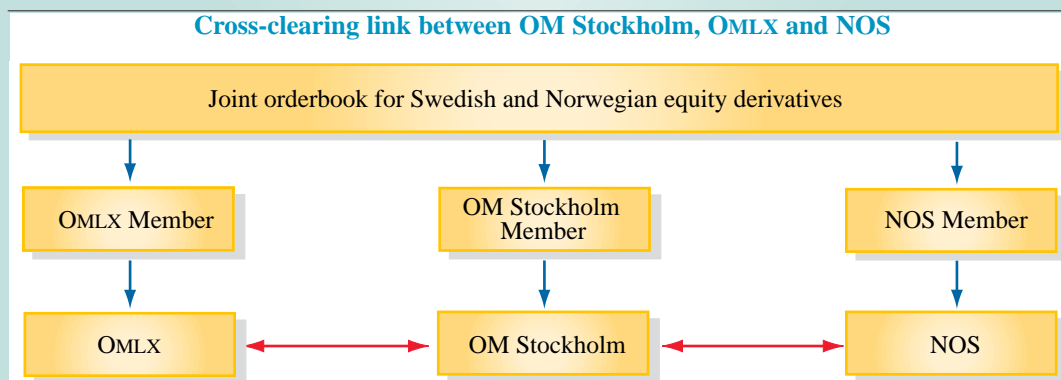 Cross-clearing link between OM Stockholm, OMLX and NOS
Joint orderbook for Swedish and Norwegian equity derivatives
OMLX Member
OM Stockholm
Member
NOS Member
OMLX
OM Stockholm
NOS